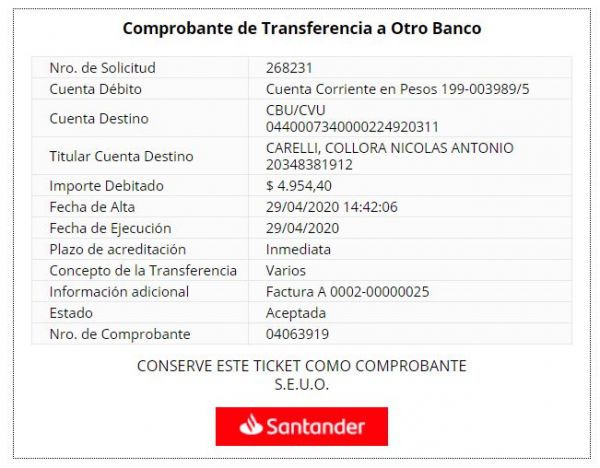 Comprobante de Transferencia a Otro Banco
Nro. de Solicitud 268231
Cuenta Débito Cuenta Corriente en Pesos 199-003989/5
Cuenta Destino CBU/CVU
0440007340000224920311
Titular Cuenta Destino CARELLI, COLLORA NICOLAS ANTONIO
20348381912
Importe Debitado $ 4.954,40
Fecha de Alta 29/04/2020 14:42:06
Fecha de Ejecución 29/04/2020
Plazo de acreditación Inmediata
Concepto de la Transferencia Varios
Información adicional Factura A 0002-00000025
Estado Aceptada
Nro. de Comprobante 04063919
CONSERVE ESTE TICKET COMO COMPROBANTE
S.E.U.O.
Santander